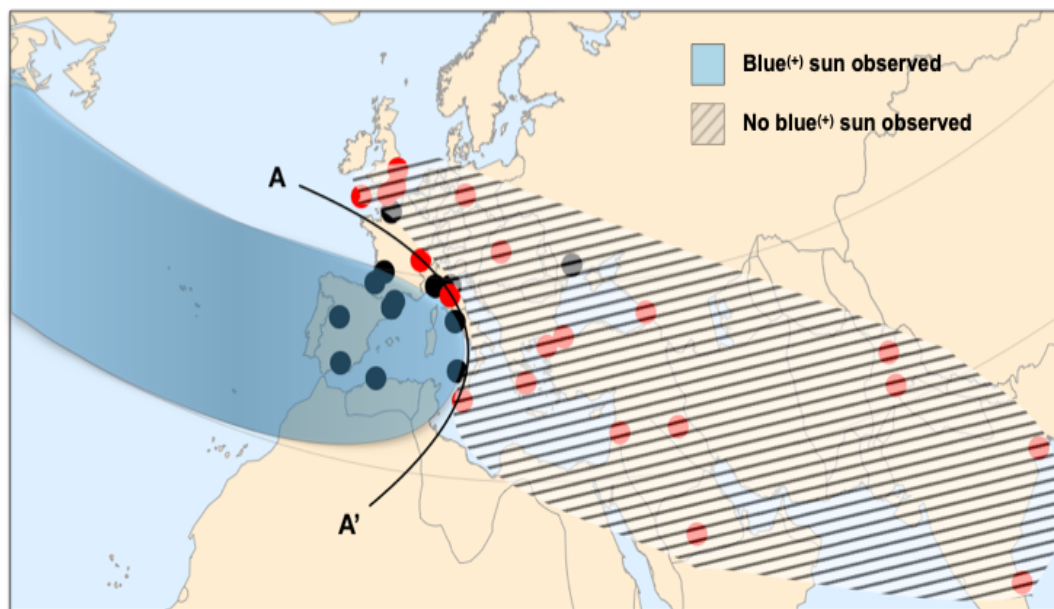 Blue(+) sun observed
No blue(+) sun observed
A
A'